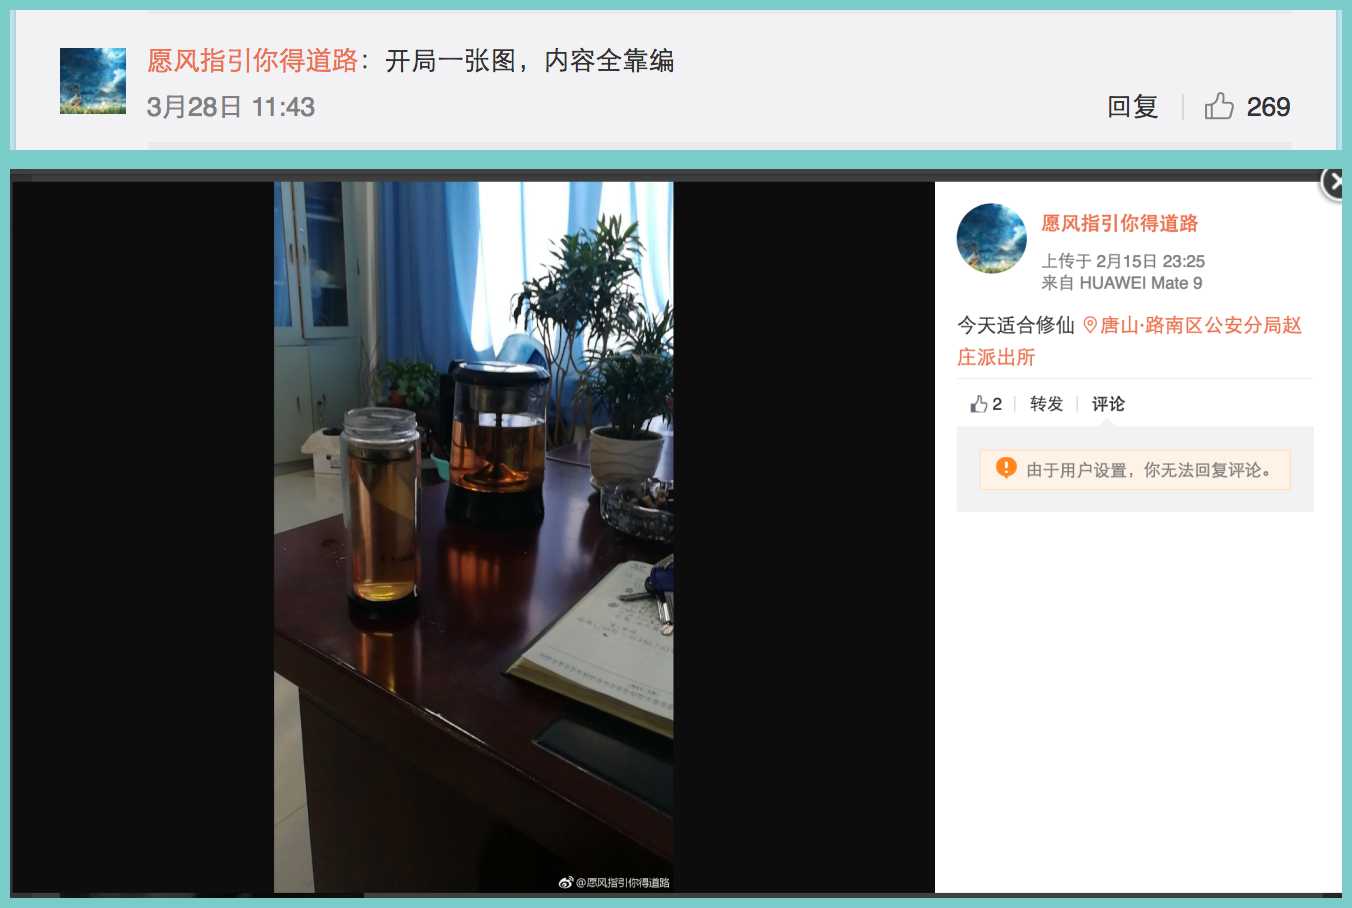 愿风指引你得道路：开局一张图，内容全靠编
3月28日 11:43
回复
269
愿风指引你得道路
上传于 2月15日 23:25
来自 HUAWEI Mate 9
今天适合修仙 唐山·路南区公安分局赵
庄派出所
2 转发 评论
由于用户设置，你无法回复评论。
@愿风指引你得道路